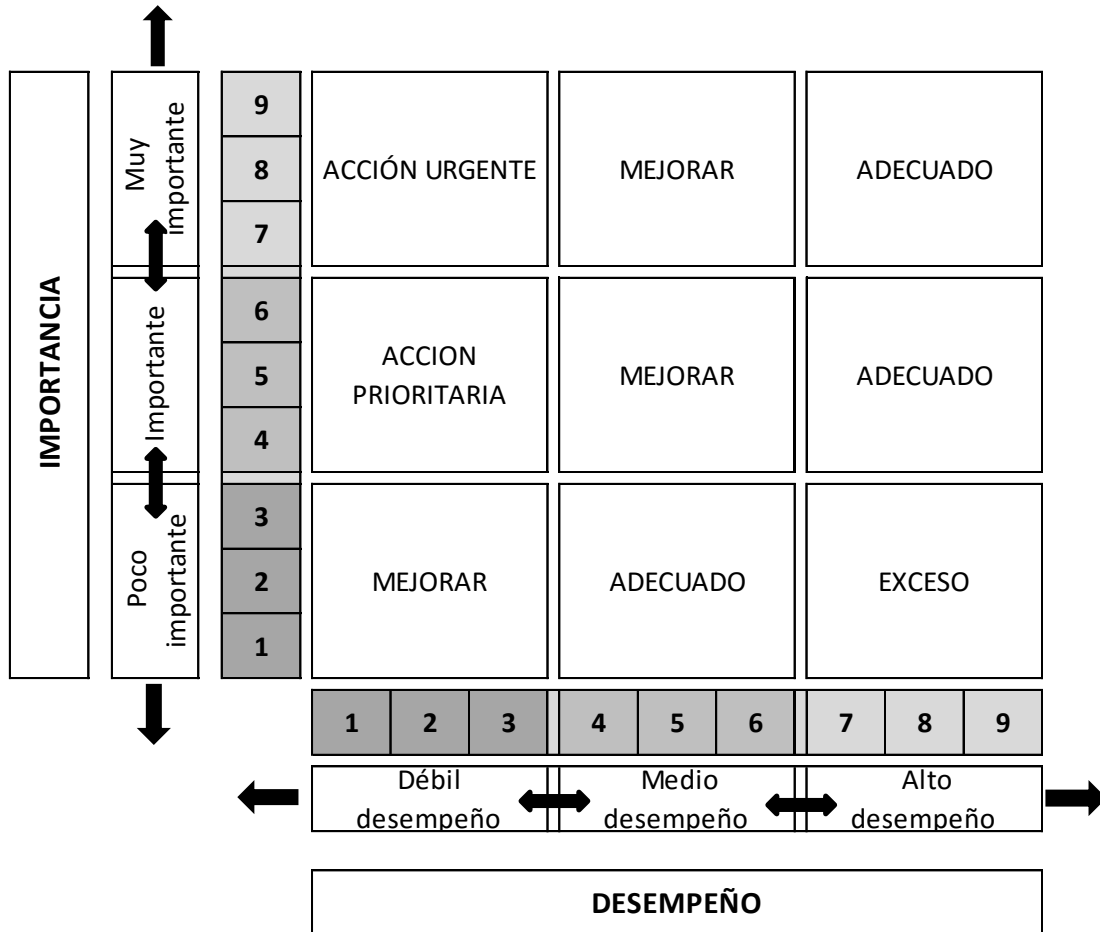 IMPORTANCIA
Muy
importante
Importante
Poco
importante
9
8
7
6
5
4
3
2
1
ACCIÓN URGENTE
MEJORAR
ADECUADO
ACCION
PRIORITARIA
MEJORAR
ADECUADO
MEJORAR
ADECUADO
EXCESO
1 2 3 4 5 6 7 8 9
Débil
desempeño
Medio
desempeño
Alto
desempeño
DESEMPEÑO